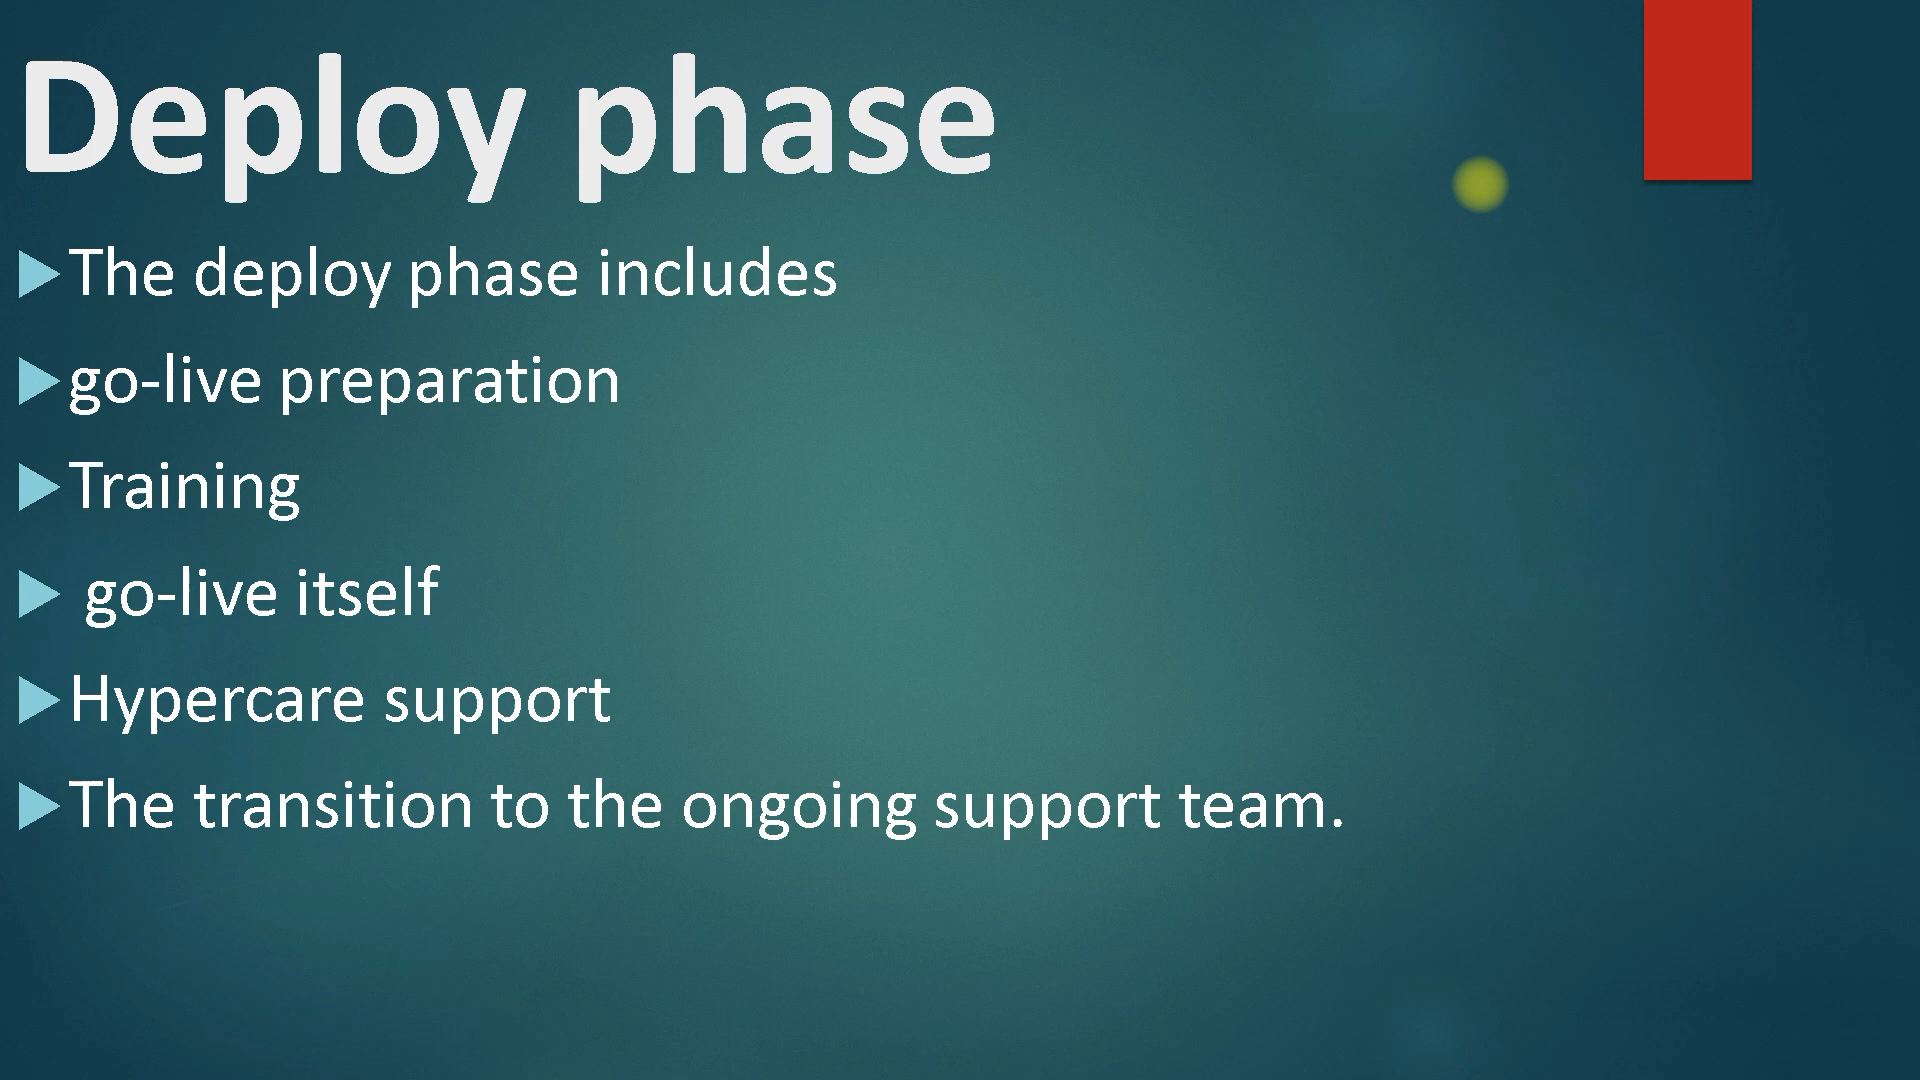 Deploy phase
The deploy phase includes
go-live preparation
Training
go-live itself
Hypercare support
The transition to the ongoing support team.